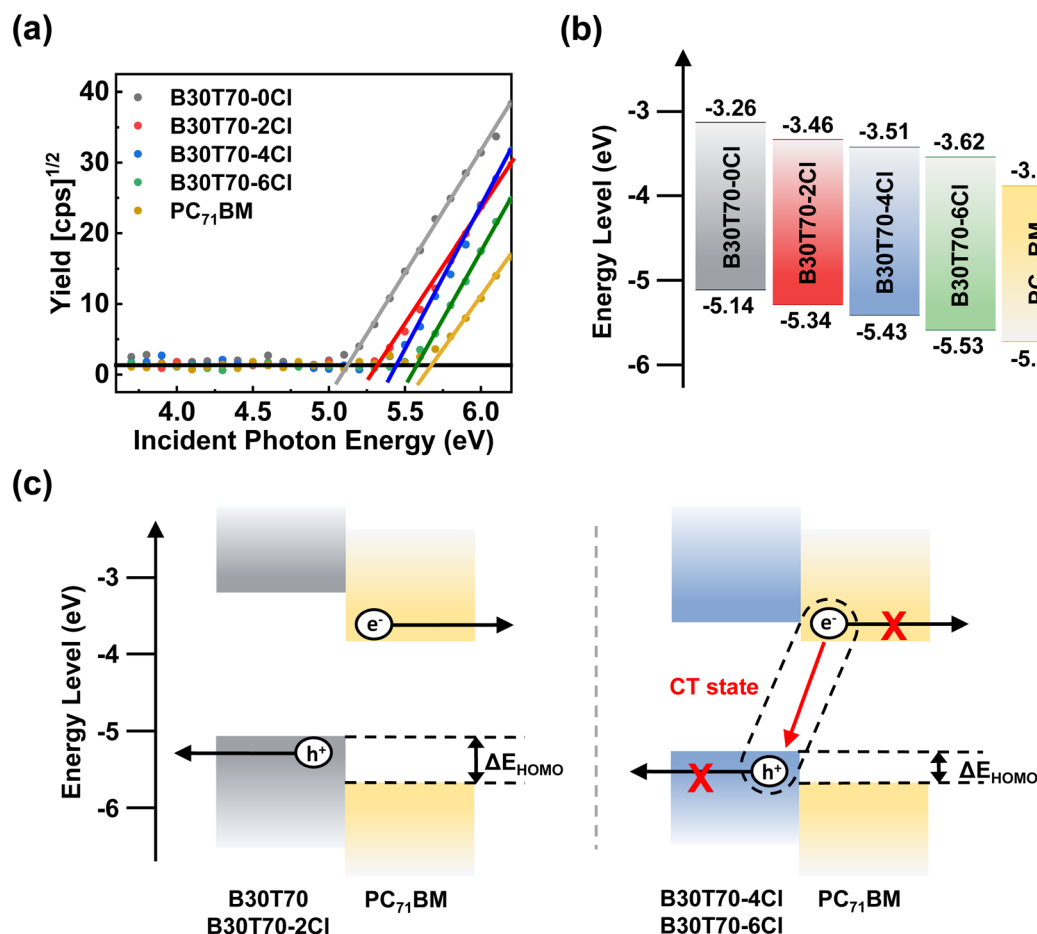 (a)
Yield [cps]1/2
40
30
20
10
0
4.0 4.5 5.0 5.5 6.0
Incident Photon Energy (eV)
B30T70-0Cl
B30T70-2Cl
B30T70-4Cl
B30T70-6Cl
PC71BM
(b)
Energy Level (eV)
-3
-4
-5
-6
-3.26
B30T70-0Cl
-5.14
-3.46
B30T70-2Cl
-5.34
-3.51
B30T70-4Cl
-5.43
-3.62
B30T70-6Cl
-5.53
-3.
-5.
(c)
Energy Level (eV)
-3
-4
-5
-6
e-
h+
ΔEHOMO
B30T70
B30T70-2Cl
PC71BM
CT state
e-
X
h+
X
ΔEHOMO
B30T70-4Cl
B30T70-6Cl
PC71BM